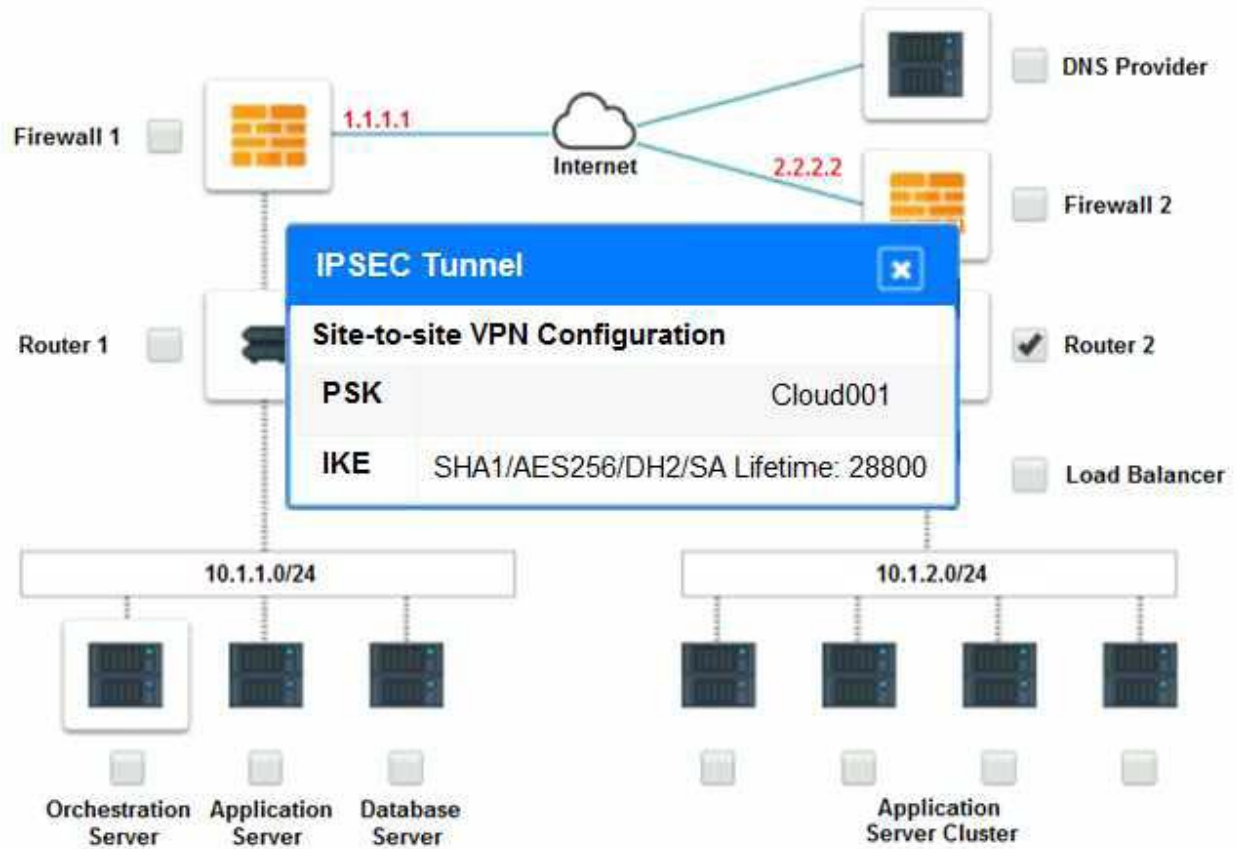 DNS Provider
1.1.1.1
Firewall 1
Internet
2.2.2.2
Firewall 2
IPSEC Tunnel
Site-to-site VPN Configuration
Router 1
Router 2
PSK Cloud001
IKE SHA1/AES256/DH2/SA Lifetime: 28800
Load Balancer
10.1.1.0/24
10.1.2.0/24
Orchestration
Server
Application
Server
Database
Server
Application
Server Cluster